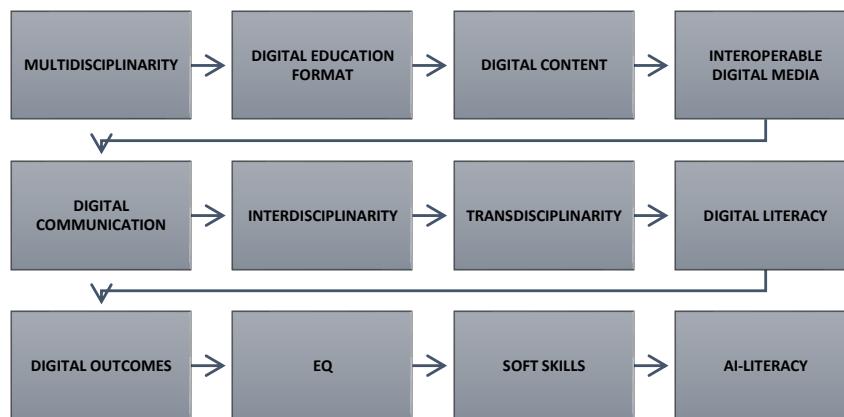 MULTIDISCIPLINARITY
DIGITAL EDUCATION
FORMAT
DIGITAL CONTENT
INTEROPERABLE
DIGITAL MEDIA
DIGITAL
COMMUNICATION
INTERDISCIPLINARITY
TRANSDISCIPLINARITY
DIGITAL LITERACY
DIGITAL OUTCOMES
EQ
SOFT SKILLS
AI-LITERACY